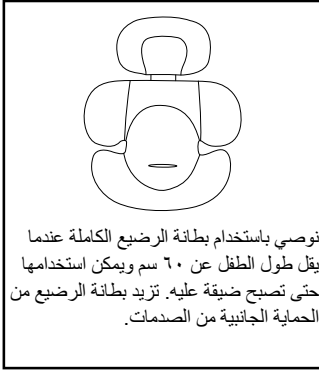 نوصي باستخدام بطانة الرضيع الكاملة عندما
يقل طول الطفل عن ٦٠ سم ويمكن استخدامها
حتى تصبح ضيقة عليه. تزيد بطانة الرضيع من
الحماية الجانبية من الصدمات.